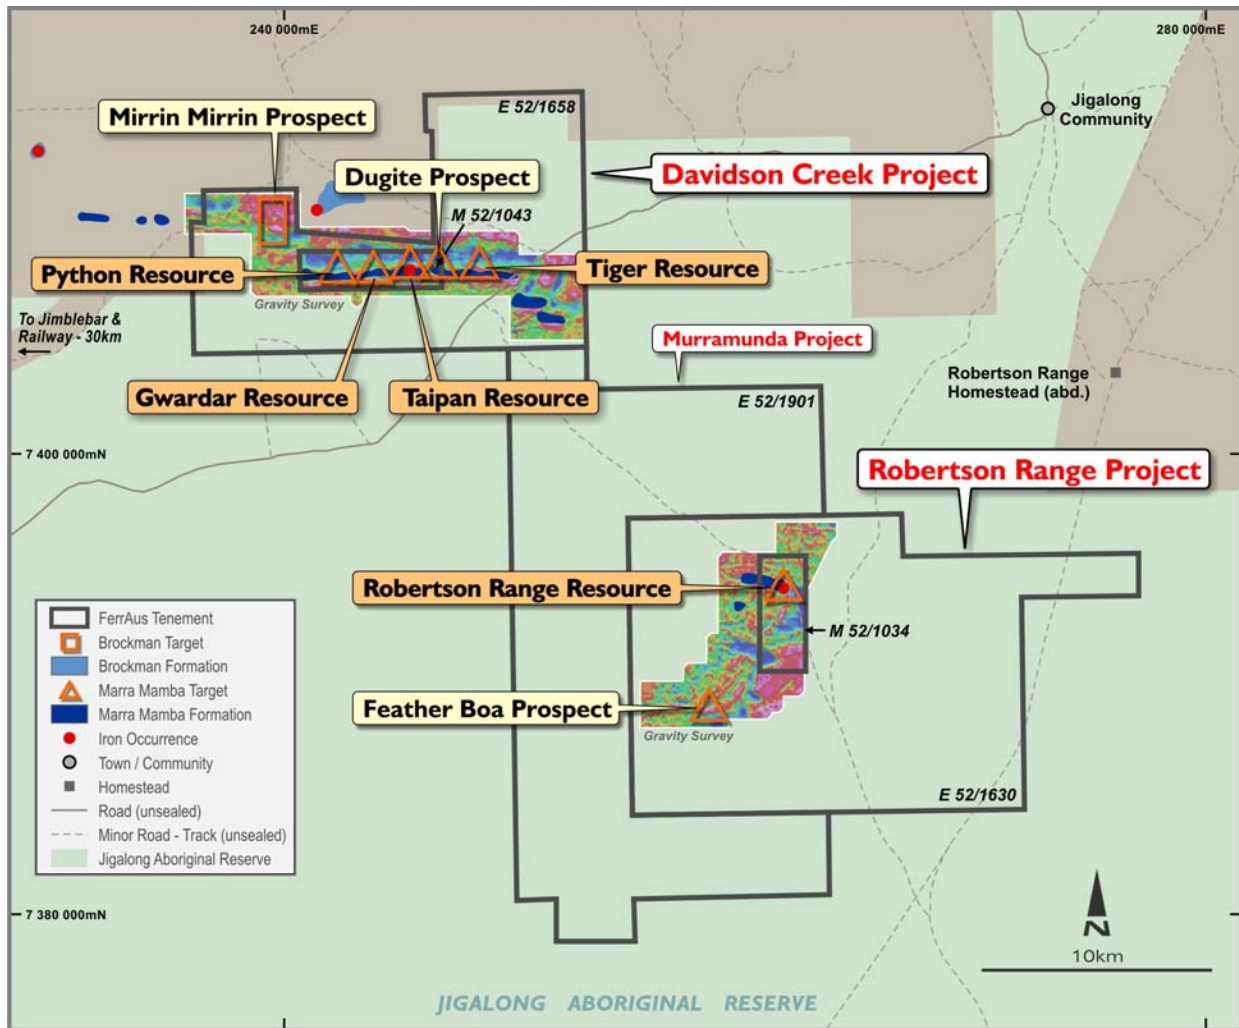 240 000mE
280 000mE
E 52/1658
Jigalong
Community
Mirrin Mirrin Prospect
Davidson Creek Project
Dugite Prospect
M 52/1043
Python Resource
Tiger Resource
Gravity Survey
To Jimblebar &
Railway - 30km
Murramunda Project
Gwardar Resource
Taipan Resource
Robertson Range
Homestead (abd.)
E 52/1901
7 400 000mN
Robertson Range Project
Robertson Range Resource
M 52/1034
Feather Boa Prospect
Gravity Survey
E 52/1630
FerrAus Tenement
Brockman Target
Brockman Formation
Marra Mamba Target
Marra Mamba Formation
Iron Occurrence
Town / Community
Homestead
Road (unsealed)
Minor Road - Track (unsealed)
Jigalong Aboriginal Reserve
7 380 000mN
N
10km
JIGALONG ABORIGINAL RESERVE